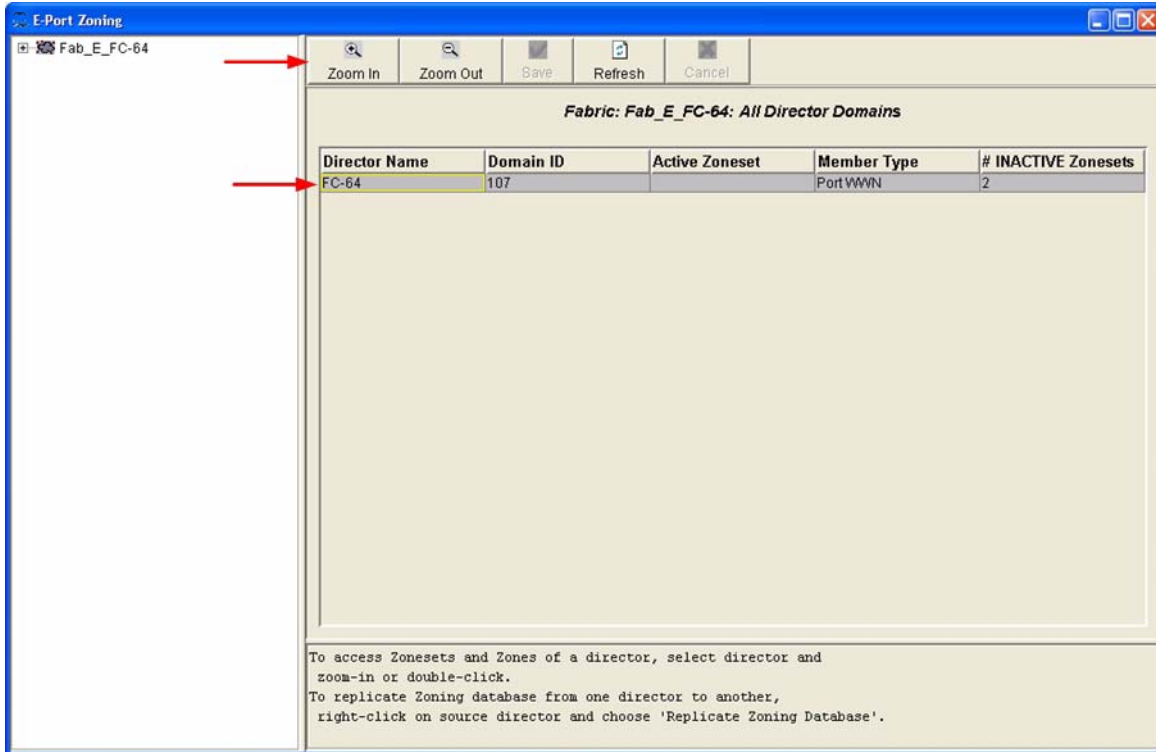 E-Port Zoning
Fab_E_FC-64
Zoom In Zoom Out Save Refresh Cancel
Fabric: Fab_E_FC-64: All Director Domains
Director Name Domain ID Active Zoneset Member Type # INACTIVE Zonesets
FC-64 107 Port WWN 2
To access Zonesets and Zones of a director, select director and
zoom-in or double-click.
To replicate Zoning database from one director to another,
right-click on source director and choose 'Replicate Zoning Database'.